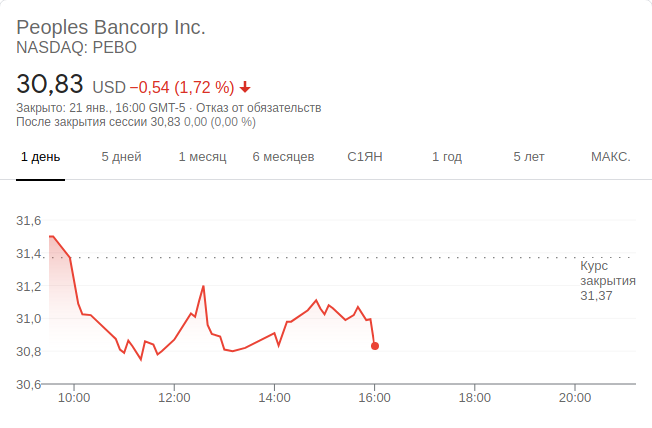 Peoples Bancorp Inc.
NASDAQ: PEBO
30,83 USD −0,54 (1,72 %)
Закрыто: 21 янв., 16:00 GMT-5 · Отказ от обязательств
После закрытия сессии 30,83 0,00 (0,00 %)
1 день 5 дней 1 месяц 6 месяцев С1ЯН 1 год 5 лет МАКС.
31,6
31,4
Курс
закрытия
31,37
31,2
31,0
30,8
30,6
10:00 12:00 14:00 16:00 18:00 20:00